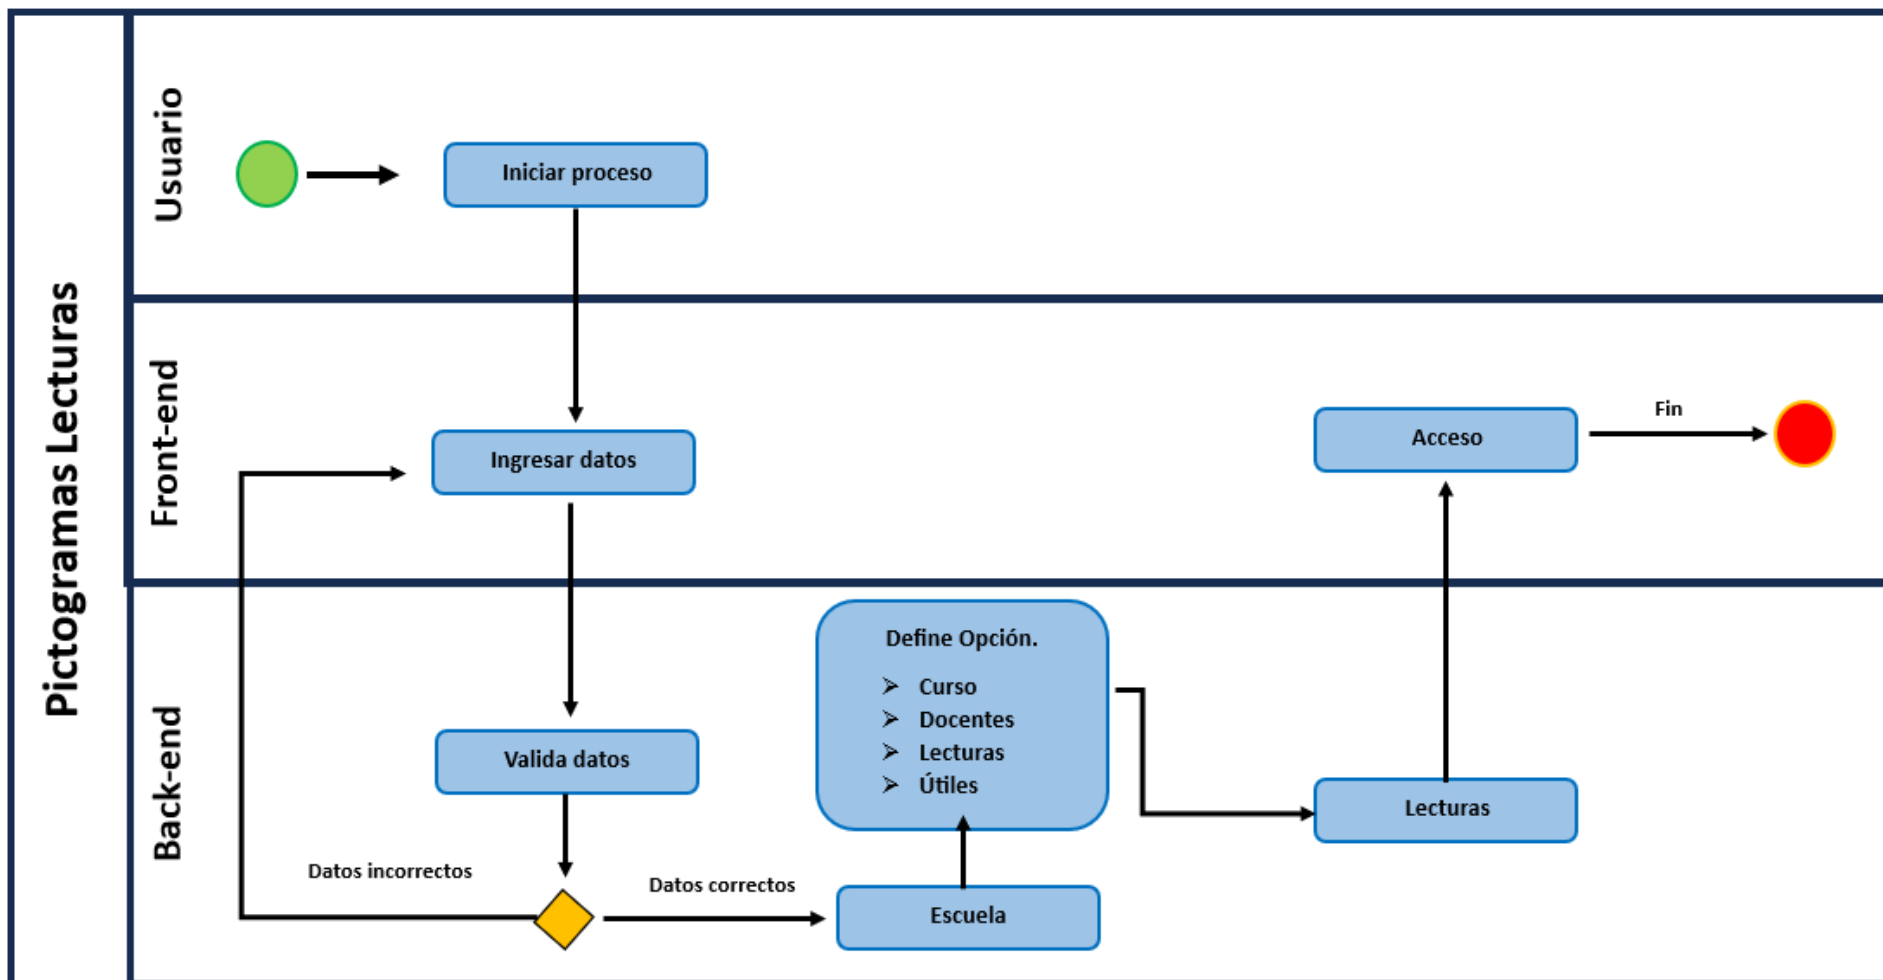 Pictogramas Lecturas
Usuario
Iniciar proceso
Front-end
Ingresar datos
Acceso
Fin
Back-end
Valida datos
Datos incorrectos
Datos correctos
Escuela
Define Opción.
➢ Curso
➢ Docentes
➢ Lecturas
➢ Útiles
Lecturas